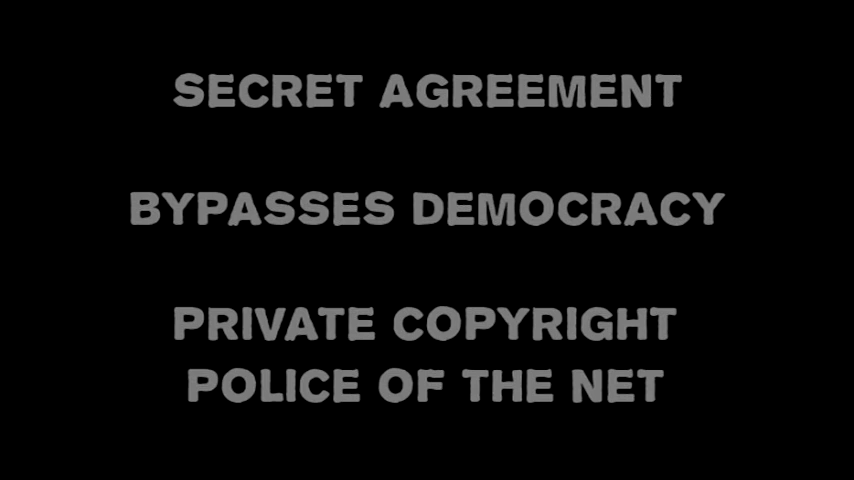 SECRET AGREEMENT
BYPASSES DEMOCRACY
PRIVATE COPYRIGHT
POLICE OF THE NET